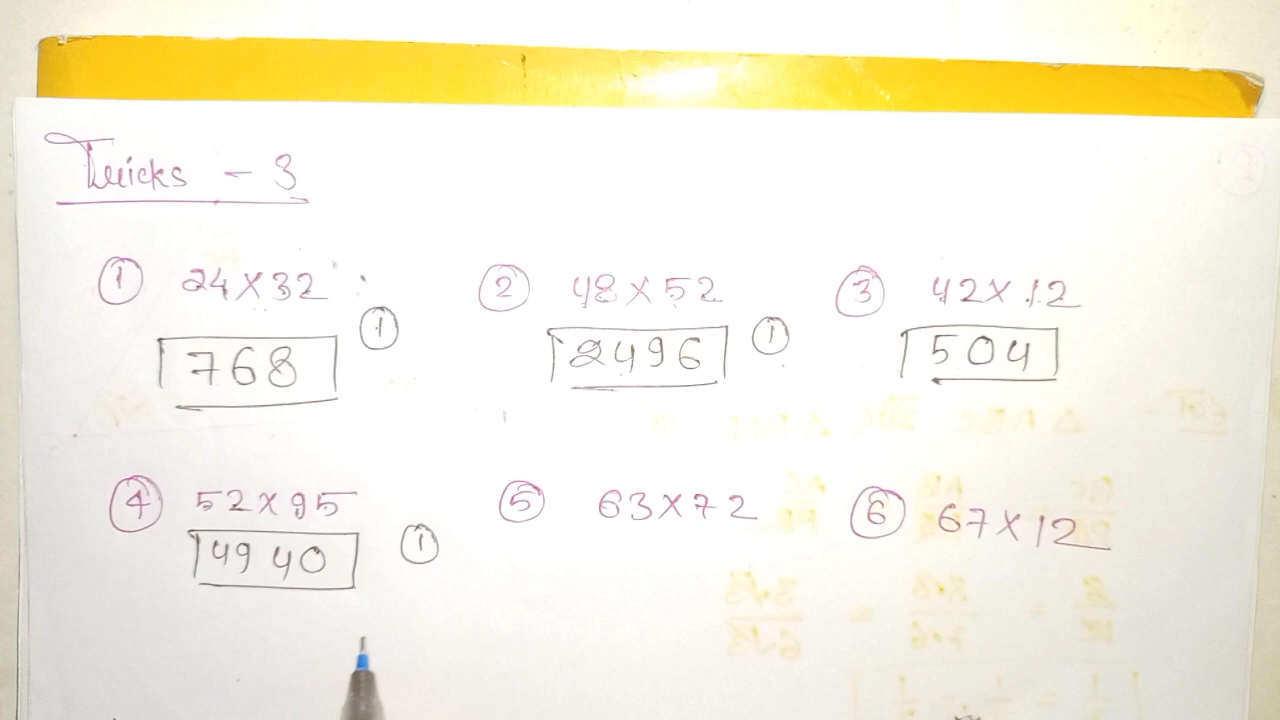 Tricks - 3
① 24×32 ② 48×52 ③ 42×12
768 ① 2496 ① 504
④ 52×95 ⑤ 63×72 ⑥ 67×12
4940 ①